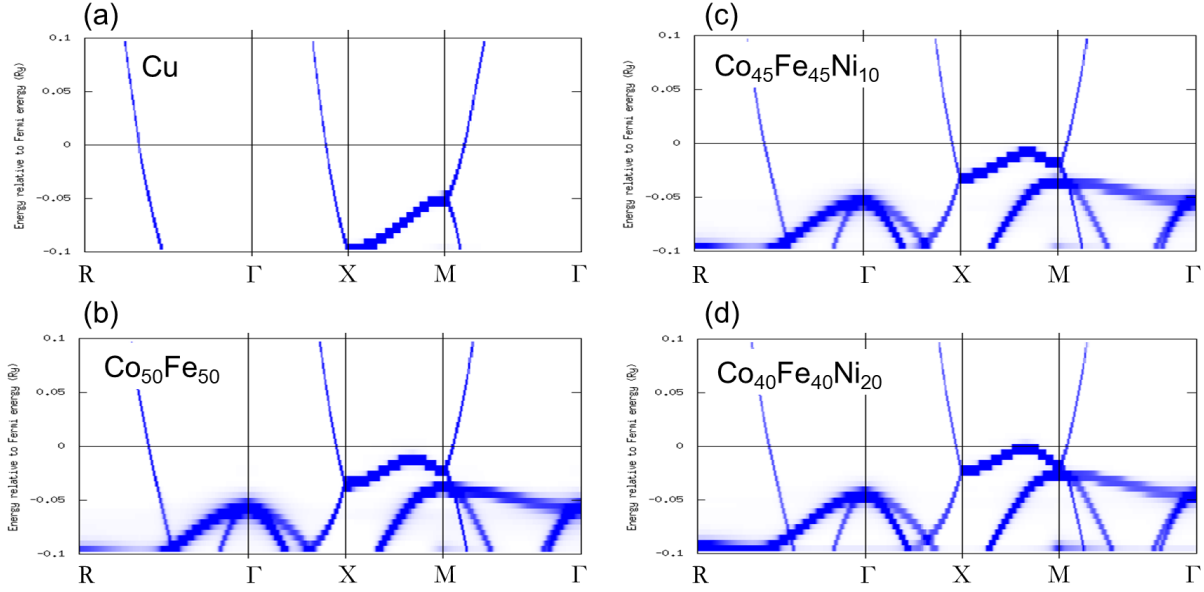 (a)
Cu
Energy relative to Fermi energy (Ry)
0.1
0.05
0
-0.05
-0.1
R Γ X M Γ
(c)
Co45Fe45Ni10
Energy relative to Fermi energy (Ry)
0.1
0.05
0
-0.05
-0.1
R Γ X M Γ
(b)
Co50Fe50
Energy relative to Fermi energy (Ry)
0.1
0.05
0
-0.05
-0.1
R Γ X M Γ
(d)
Co40Fe40Ni20
Energy relative to Fermi energy (Ry)
0.1
0.05
0
-0.05
-0.1
R Γ X M Γ